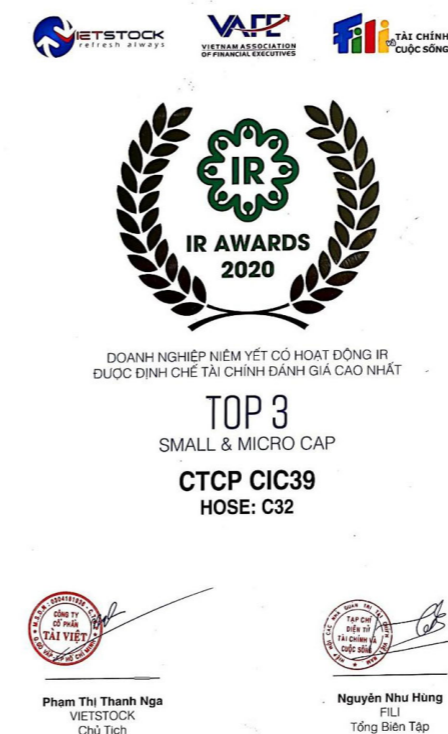 VIETSTOCK
refresh always
VAFE
VIETNAM ASSOCIATION
OF FINANCIAL EXECUTIVES
Fili
TÀI CHÍNH
VÀ CUỘC SỐNG
IR
IR AWARDS
2020
DOANH NGHIỆP NIÊM YẾT CÓ HOẠT ĐỘNG IR
ĐƯỢC ĐỊNH CHẾ TÀI CHÍNH ĐÁNH GIÁ CAO NHẤT
TOP 3
SMALL & MICRO CAP
CTCP CIC39
HOSE: C32
CÔNG TY
CỔ PHẦN
TÀI VIỆT
TẠP CHÍ
ĐIỆN TỬ
TÀI CHÍNH VÀ
CUỘC SỐNG
Phạm Thị Thanh Nga
VIETSTOCK
Chủ Tịch
Nguyễn Như Hùng
FILI
Tổng Biên Tập